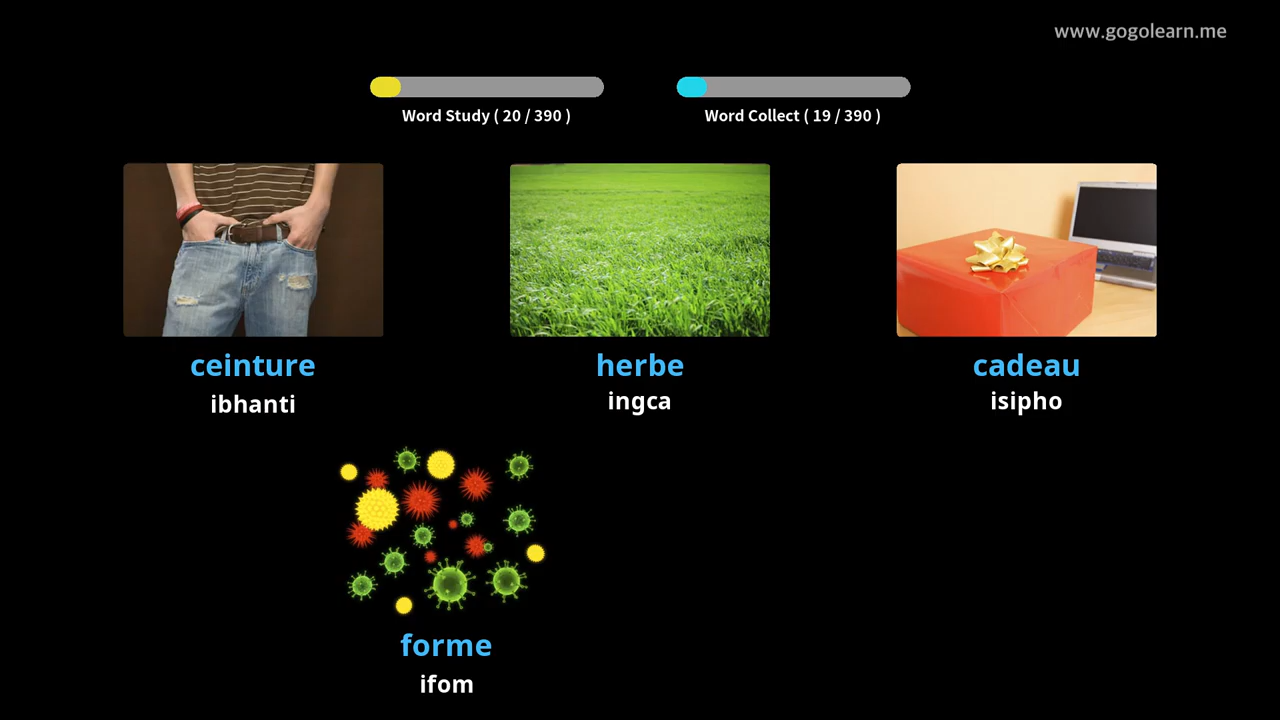 www.gogolearn.me
Word Study ( 20 / 390 )
Word Collect ( 19 / 390 )
ceinture
ibhanti
herbe
ingca
cadeau
isipho
forme
ifom